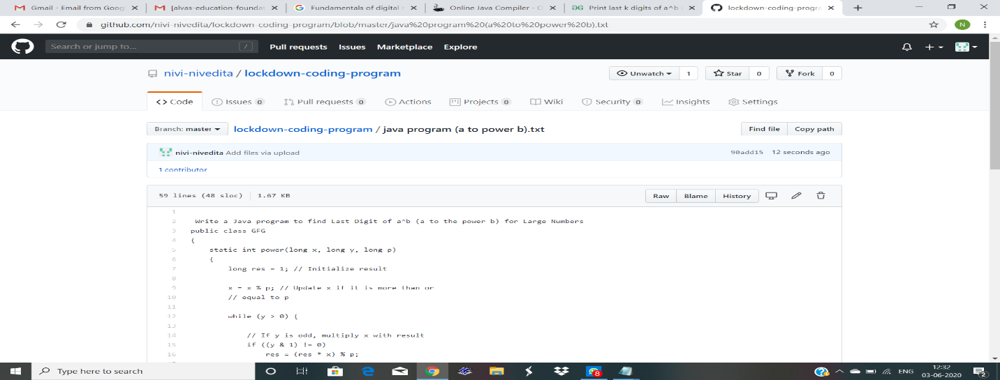 Gmail - Email from Goog
[alvas-education-foundat
Fundamentals of digital
Online Java Compiler - O
Print last k digits of a^b
lockdown-coding-progra
github.com/nivi-nivedita/lockdown-coding-program/blob/master/java%20program%20(a%20to%20power%20b).txt
N
Search or jump to... /
Pull requests Issues Marketplace Explore
nivi-nivedita / lockdown-coding-program
Unwatch 1 Star 0 Fork 0
<> Code Issues 0 Pull requests 0 Actions Projects 0 Wiki Security 0 Insights Settings
Branch: master lockdown-coding-program / java program (a to power b).txt Find file Copy path
nivi-nivedita Add files via upload 90add15 12 seconds ago
1 contributor
59 lines (48 sloc) 1.67 KB Raw Blame History
1
2 Write a Java program to find Last Digit of a^b (a to the power b) for Large Numbers
3 public class GFG
4 {
5 static int power(long x, long y, long p)
6 {
7 long res = 1; // Initialize result
8
9 x = x % p; // Update x if it is more than or
10 // equal to p
11
12 while (y > 0) {
13
14 // If y is odd, multiply x with result
15 if ((y & 1) != 0)
16 res = (res * x) % p;
Type here to search
8
ENG
12:32
03-06-2020
2